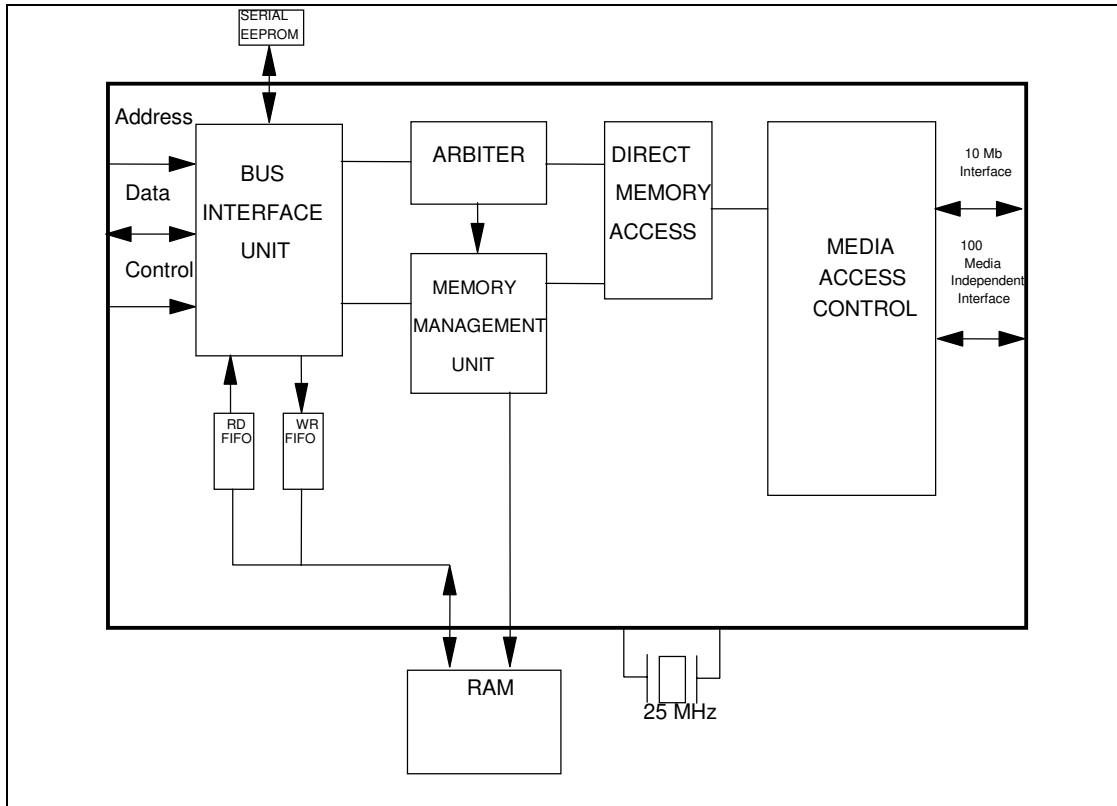 SERIAL
EEPROM
Address
Data
Control
BUS
INTERFACE
UNIT
ARBITER
DIRECT
MEMORY
ACCESS
MEMORY
MANAGEMENT
UNIT
MEDIA
ACCESS
CONTROL
10 Mb
Interface
100
Media
Independent
Interface
RD
FIFO
WR
FIFO
RAM
25 MHz